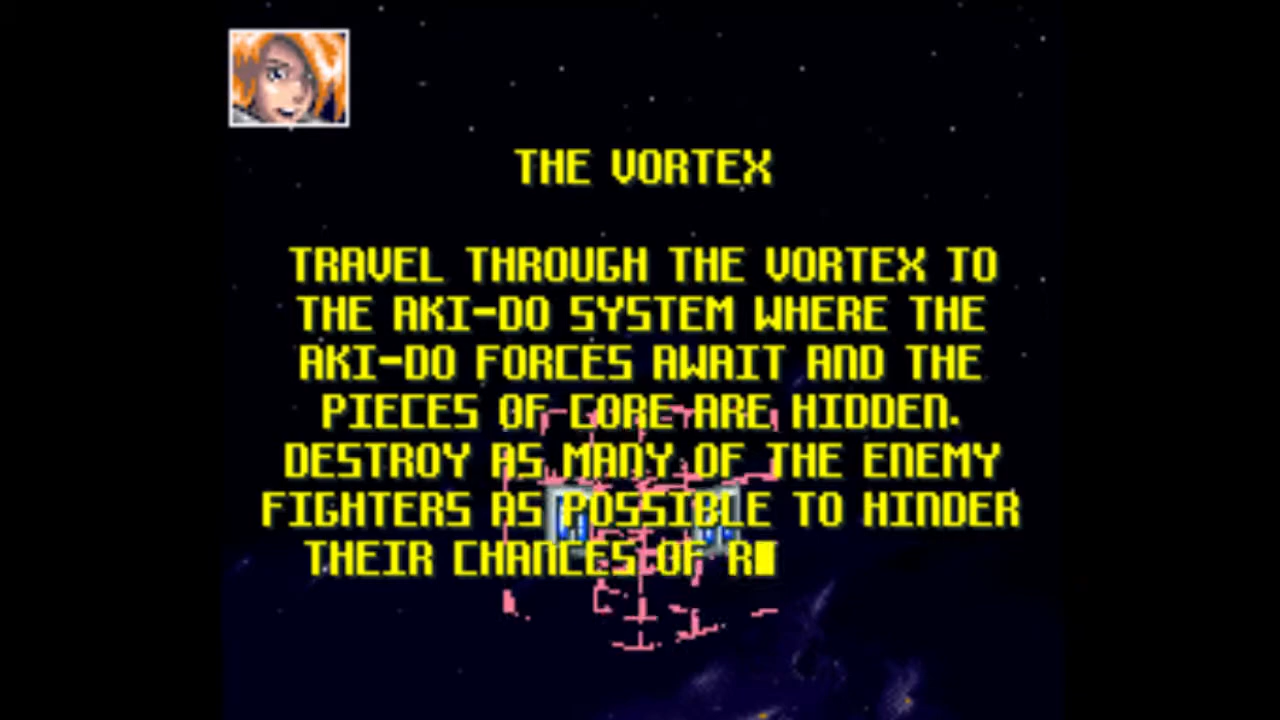 THE VORTEX
TRAVEL THROUGH THE VORTEX TO
THE AKI-DO SYSTEM WHERE THE
AKI-DO FORCES AWAIT AND THE
PIECES OF CORE ARE HIDDEN.
DESTROY AS MANY OF THE ENEMY
FIGHTERS AS POSSIBLE TO HINDER
THEIR CHANCES OF R